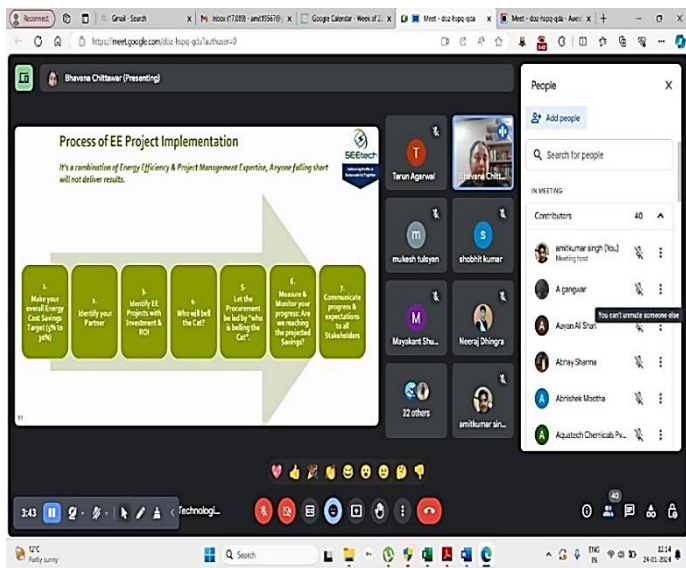 Reconnect
Gmail - Search
Inbox (17,089) - amit19567@
Google Calendar - Week of 2
Meet - doz-hspq-qda
Meet - doz-hspq-qda - Aues
https://meet.google.com/doz-hspq-qda?authuser=0
Bhavana Chittawar (Presenting)
Process of EE Project Implementation
It's a combination of Energy Efficiency & Project Management Expertise, Anyone falling short
will not deliver results.
SEEtech
1.
Make your
overall Energy
Cost Savings
Target (5% to
30%)
2.
Identify your
Partner
3.
Identify EE
Projects with
Investment &
ROI
4.
Who will bell
the Cat?
5.
Let the
Procurement
be led by "who
is belling the
Cat".
6.
Measure &
Monitor your
progress: Are
we reaching
the projected
Savings?
7.
Communicate
progress &
expectations
to all
Stakeholders
11
T
Tarun Agarwal
Bhavana Chitt...
m
mukesh tulsyan
s
shobhit kumar
M
Mayakant Shu...
Neeraj Dhingra
32 others
amitkumar sin...
People
Add people
Search for people
IN MEETING
Contributors 40
amitkumar singh (You)
Meeting host
A gangwar
You can't unmute someone else
A
Aayan Ali Shah
Abhay Sharma
A
Abhishek Mootha
A
Aquatech Chemicals Pv...
3:43
Technologi...
40
12°C
Partly sunny
Search
ENG
IN
12:14
24-01-2024